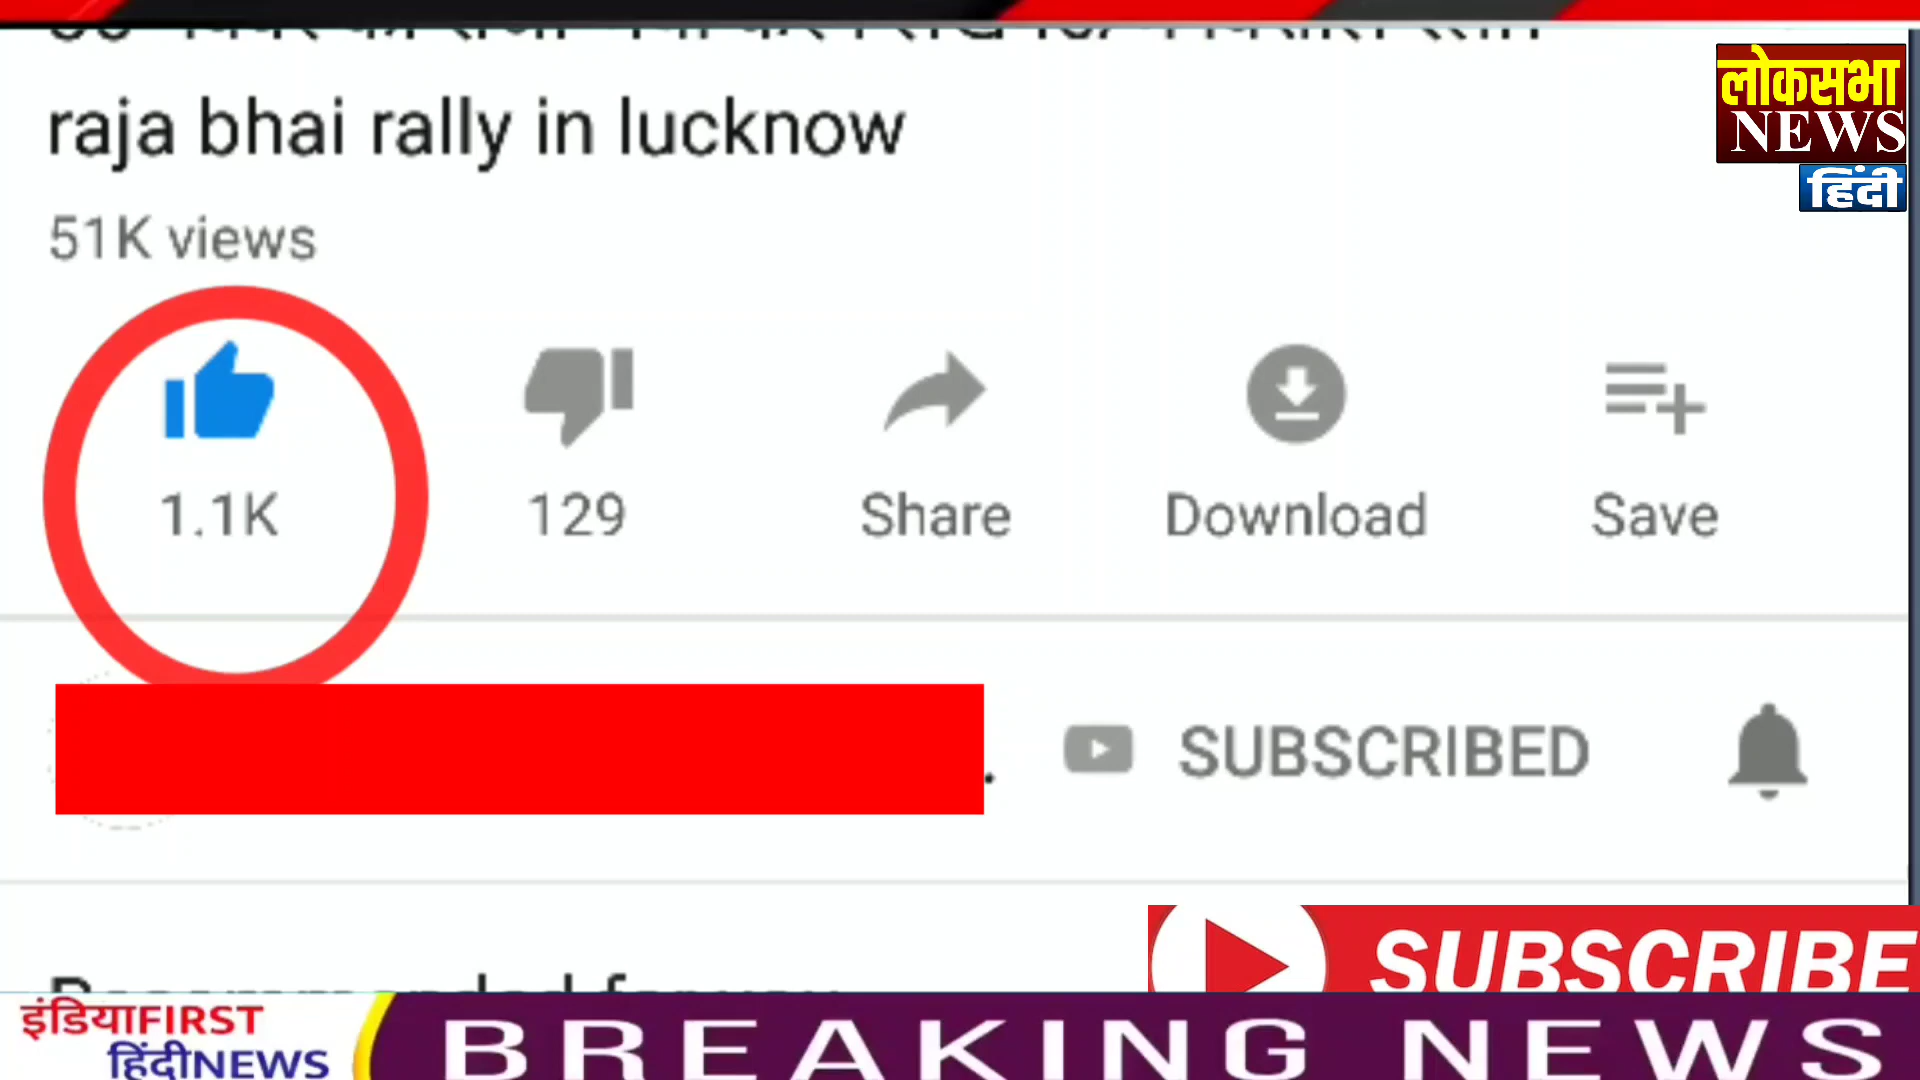 raja bhai rally in lucknow
लोकसभा
NEWS
हिंदी
51K views
1.1K 129 Share Download Save
SUBSCRIBED
SUBSCRIBE
इंडियाFIRST
हिंदीNEWS
BREAKING NEWS